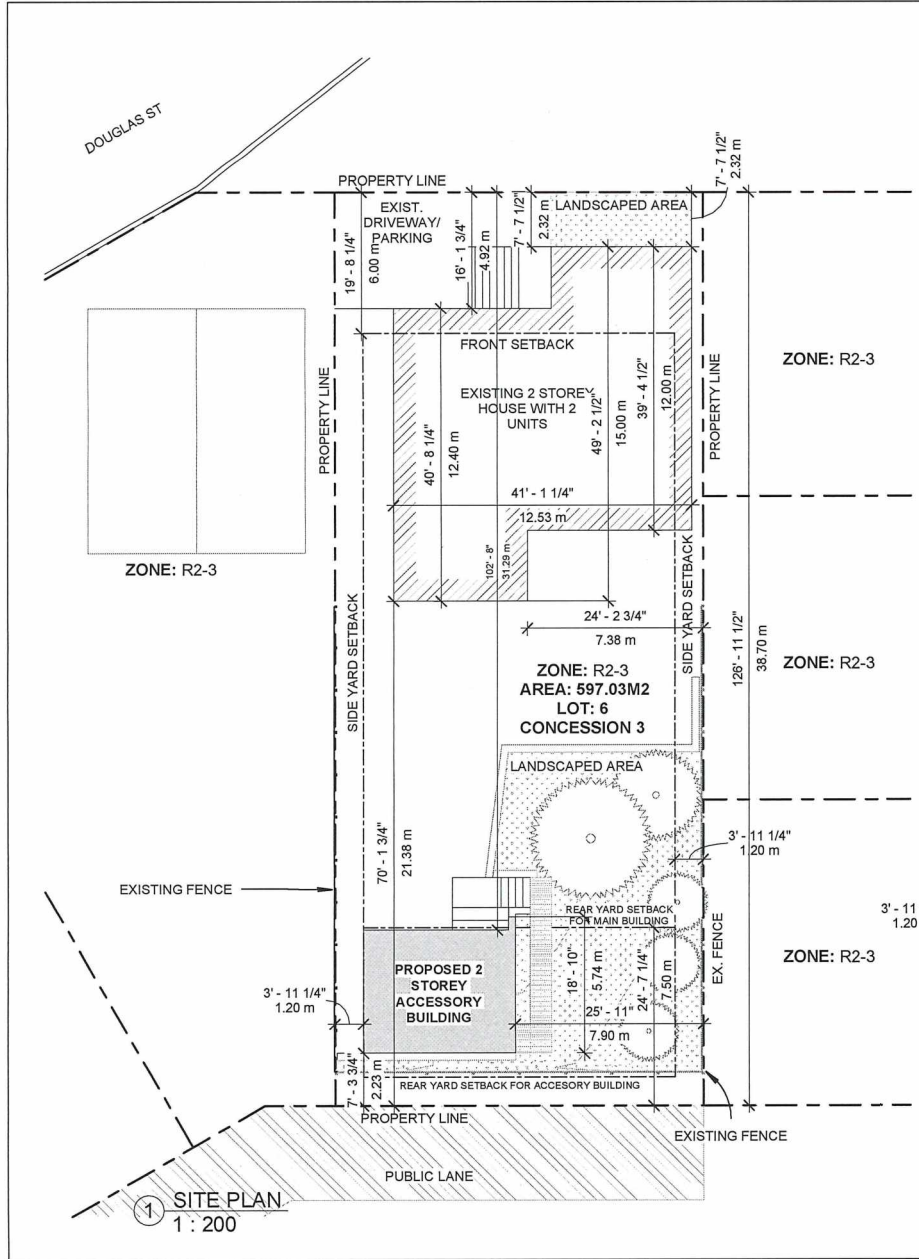 DOUGLAS ST
PROPERTY LINE
7' - 7 1/2"
2.32 m
EXIST.
DRIVEWAY/
PARKING
LANDSCAPED AREA
19' - 8 1/4"
6.00 m
16' - 1 3/4"
4.92 m
7' - 7 1/2"
2.32 m
FRONT SETBACK
ZONE: R2-3
PROPERTY LINE
EXISTING 2 STOREY
HOUSE WITH 2
UNITS
PROPERTY LINE
40' - 8 1/4"
12.40 m
49' - 2 1/2"
15.00 m
39' - 4 1/2"
12.00 m
41' - 1 1/4"
12.53 m
102' - 8"
31.29 m
ZONE: R2-3
SIDE YARD SETBACK
24' - 2 3/4"
7.38 m
SIDE YARD SETBACK
126' - 11 1/2"
38.70 m
ZONE: R2-3
AREA: 597.03M2
LOT: 6
CONCESSION 3
ZONE: R2-3
LANDSCAPED AREA
70' - 1 3/4"
21.38 m
3' - 11 1/4"
1.20 m
EXISTING FENCE
REAR YARD SETBACK
FOR MAIN BUILDING
3' - 11
1.20
EX. FENCE
ZONE: R2-3
PROPOSED 2
STOREY
ACCESSORY
BUILDING
18' - 10"
5.74 m
24' - 7 1/4"
7.50 m
3' - 11 1/4"
1.20 m
25' - 11"
7.90 m
7' - 3 3/4"
2.23 m
REAR YARD SETBACK FOR ACCESORY BUILDING
PROPERTY LINE
EXISTING FENCE
PUBLIC LANE
1 SITE PLAN
1 : 200